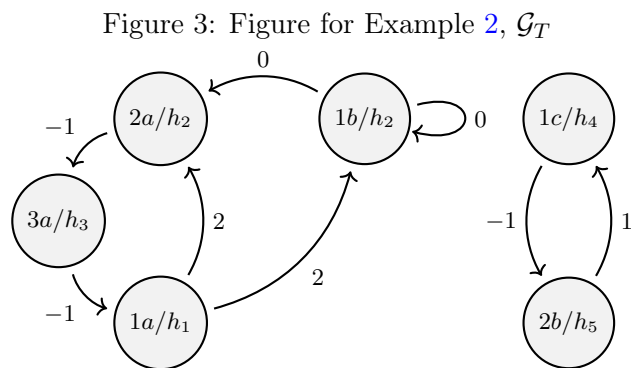 Figure 3: Figure for Example 2, 𝒢_T
0
2a/h₂
1b/h₂
0
1c/h₄
−1
3a/h₃
2
−1
1
2
−1
1a/h₁
2b/h₅